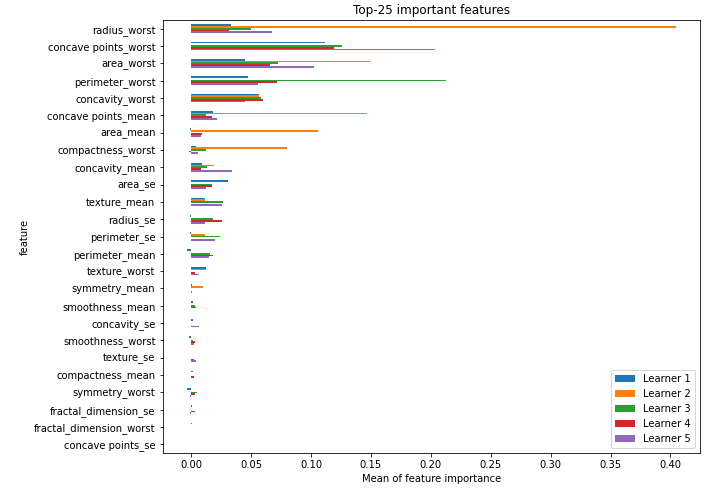 Top-25 important features
radius_worst
concave points_worst
area_worst
perimeter_worst
concavity_worst
concave points_mean
area_mean
compactness_worst
concavity_mean
area_se
texture_mean
radius_se
perimeter_se
perimeter_mean
texture_worst
symmetry_mean
smoothness_mean
concavity_se
smoothness_worst
texture_se
compactness_mean
symmetry_worst
fractal_dimension_se
fractal_dimension_worst
concave points_se
feature
Learner 1
Learner 2
Learner 3
Learner 4
Learner 5
0.00 0.05 0.10 0.15 0.20 0.25 0.30 0.35 0.40
Mean of feature importance